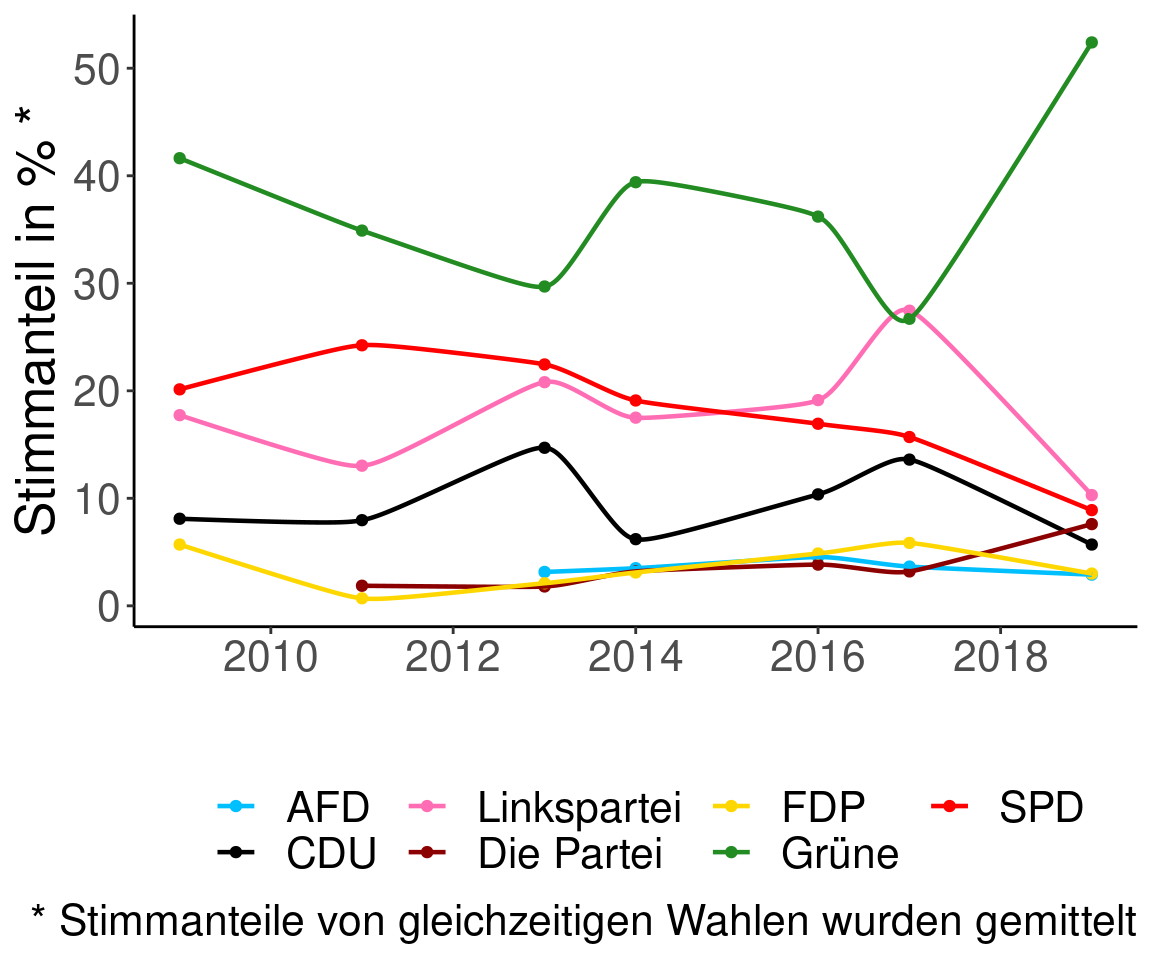 Stimmanteil in % *
50
40
30
20
10
0
2010 2012 2014 2016 2018
AFD Linkspartei FDP SPD
CDU Die Partei Grüne
* Stimmanteile von gleichzeitigen Wahlen wurden gemittelt